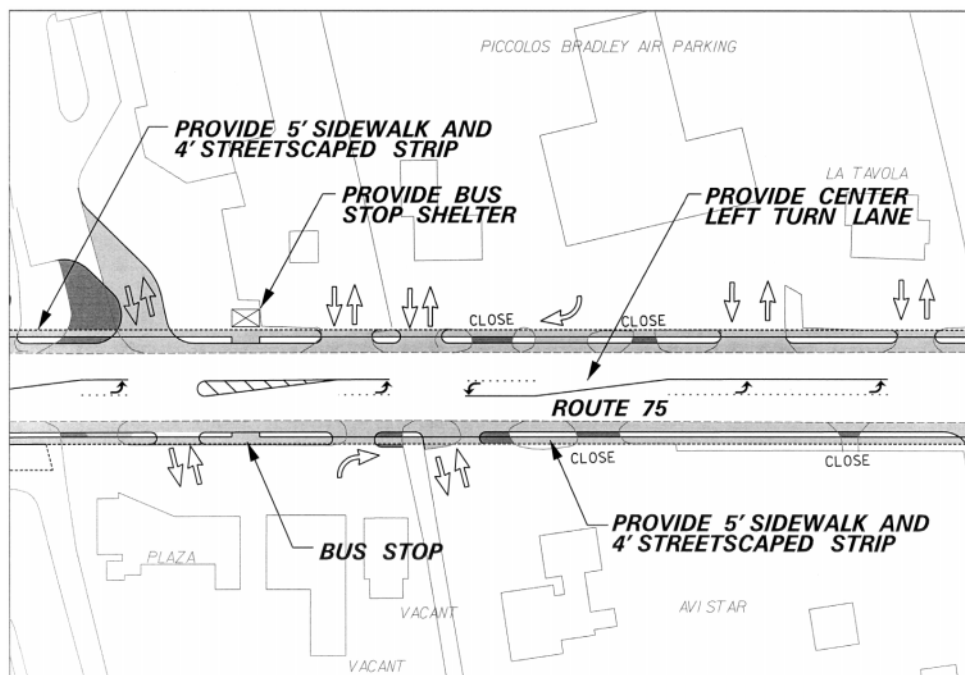 PICCOLOS BRADLEY AIR PARKING
PROVIDE 5' SIDEWALK AND
4' STREETSCAPED STRIP
PROVIDE BUS
STOP SHELTER
LA TAVOLA
PROVIDE CENTER
LEFT TURN LANE
CLOSE
CLOSE
ROUTE 75
CLOSE
CLOSE
PROVIDE 5' SIDEWALK AND
4' STREETSCAPED STRIP
BUS STOP
PLAZA
VACANT
AVISTAR
VACANT